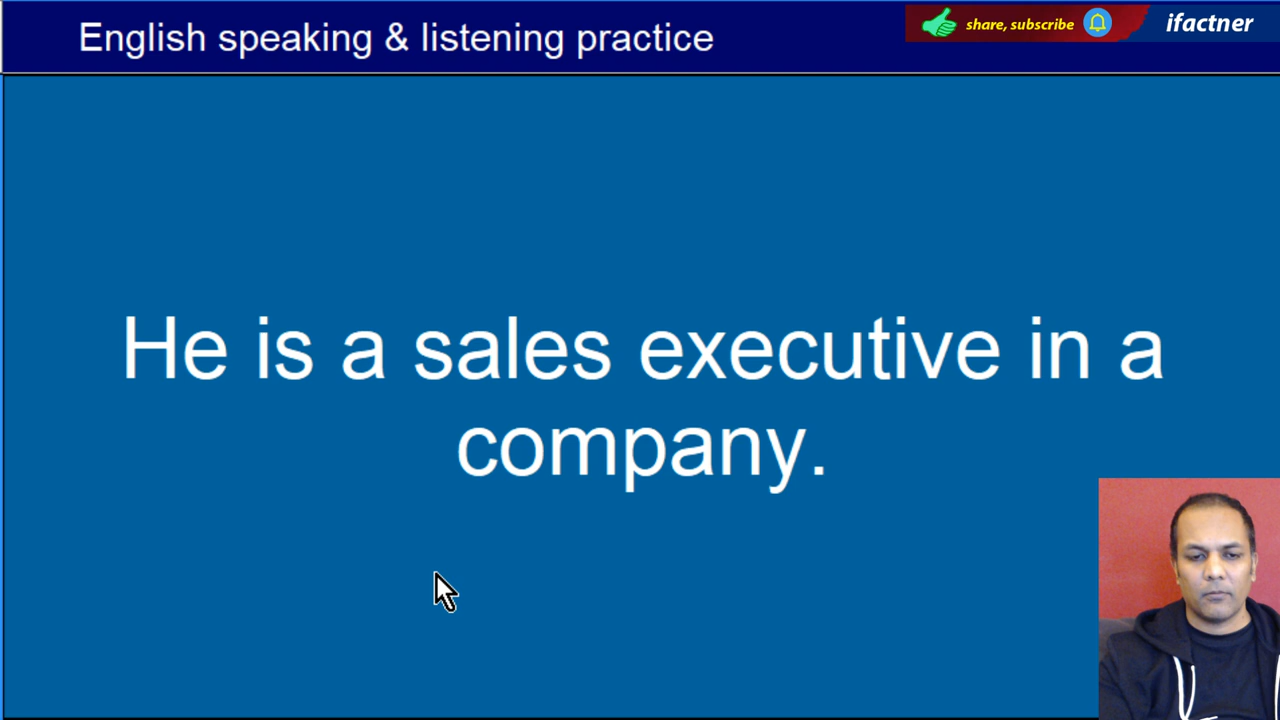 English speaking & listening practice
share, subscribe
ifactner
He is a sales executive in a
company.